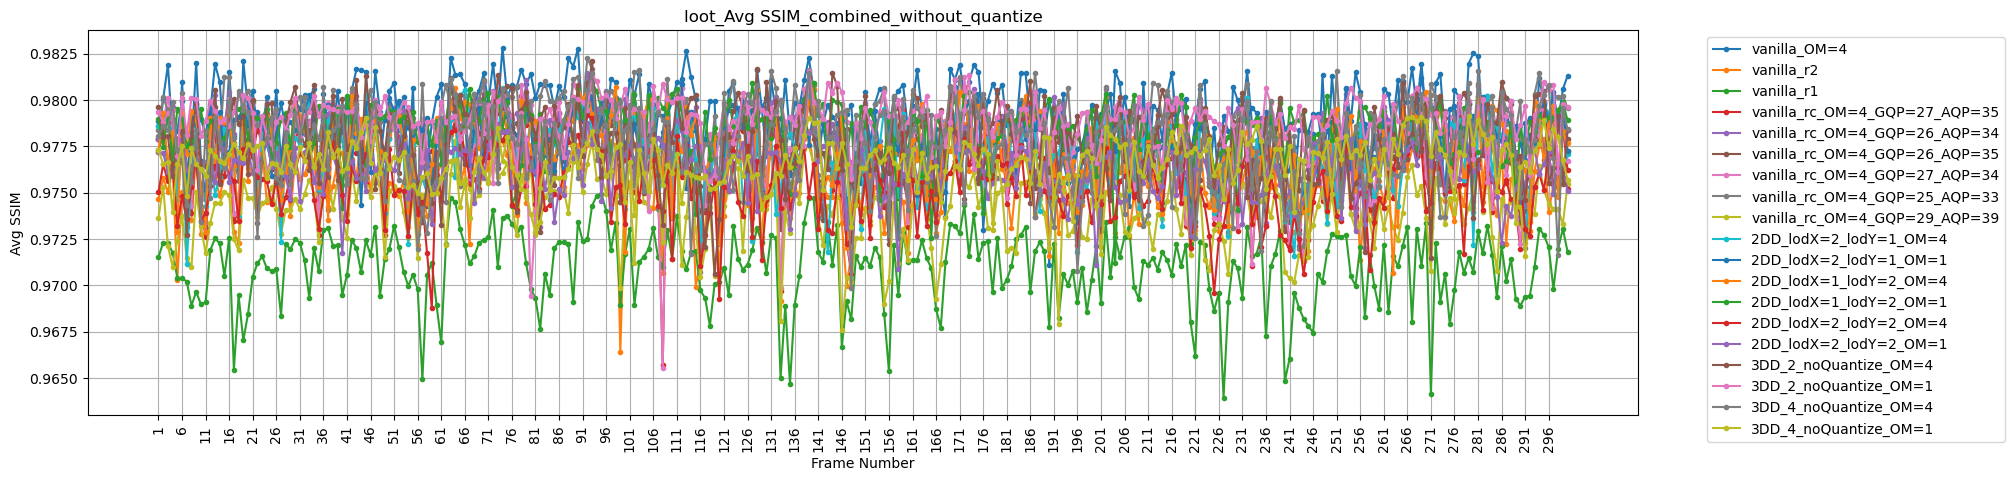 loot_Avg SSIM_combined_without_quantize
Avg SSIM
0.9825
0.9800
0.9775
0.9750
0.9725
0.9700
0.9675
0.9650
1 6 11 16 21 26 31 36 41 46 51 56 61 66 71 76 81 86 91 96 101 106 111 116 121 126 131 136 141 146 151 156 161 166 171 176 181 186 191 196 201 206 211 216 221 226 231 236 241 246 251 256 261 266 271 276 281 286 291 296
Frame Number
vanilla_OM=4
vanilla_r2
vanilla_r1
vanilla_rc_OM=4_GQP=27_AQP=35
vanilla_rc_OM=4_GQP=26_AQP=34
vanilla_rc_OM=4_GQP=26_AQP=35
vanilla_rc_OM=4_GQP=27_AQP=34
vanilla_rc_OM=4_GQP=25_AQP=33
vanilla_rc_OM=4_GQP=29_AQP=39
2DD_lodX=2_lodY=1_OM=4
2DD_lodX=2_lodY=1_OM=1
2DD_lodX=1_lodY=2_OM=4
2DD_lodX=1_lodY=2_OM=1
2DD_lodX=2_lodY=2_OM=4
2DD_lodX=2_lodY=2_OM=1
3DD_2_noQuantize_OM=4
3DD_2_noQuantize_OM=1
3DD_4_noQuantize_OM=4
3DD_4_noQuantize_OM=1